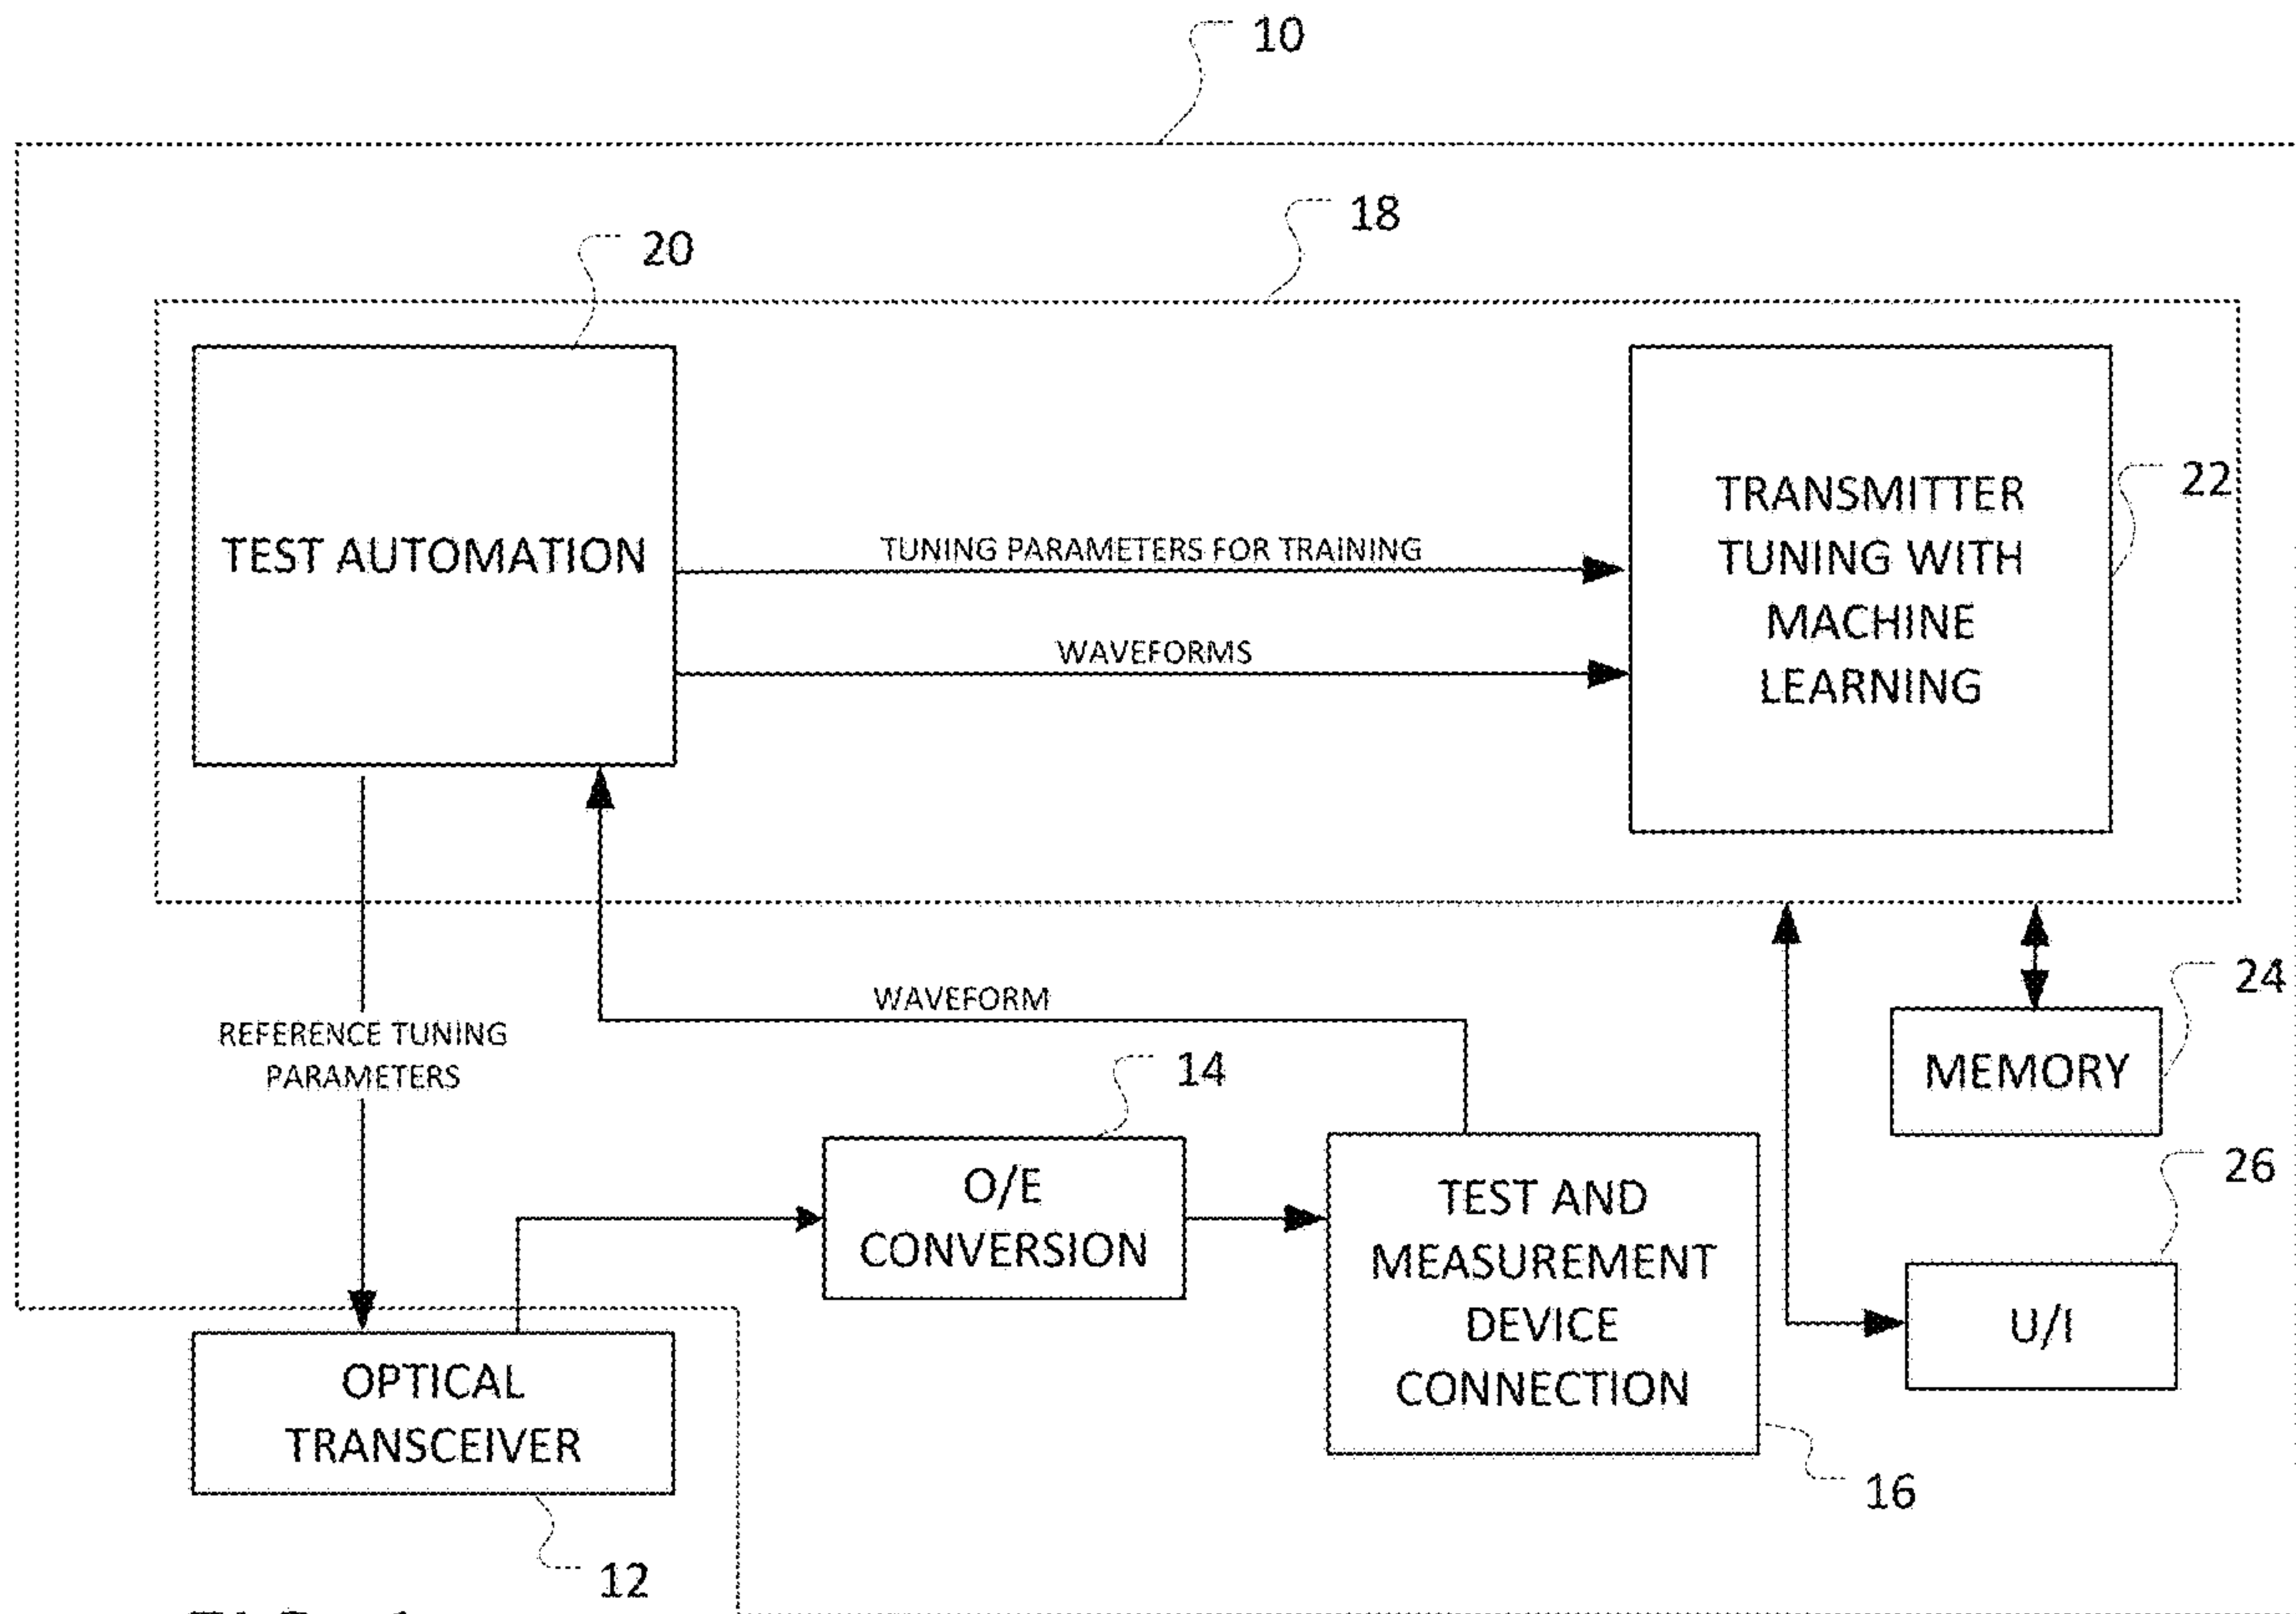 10
18
20
TEST AUTOMATION
TUNING PARAMETERS FOR TRAINING
WAVEFORMS
TRANSMITTER
TUNING WITH
MACHINE
LEARNING
22
WAVEFORM
REFERENCE TUNING
PARAMETERS
24
MEMORY
14
O/E
CONVERSION
TEST AND
MEASUREMENT
DEVICE
CONNECTION
16
26
U/I
OPTICAL
TRANSCEIVER
12